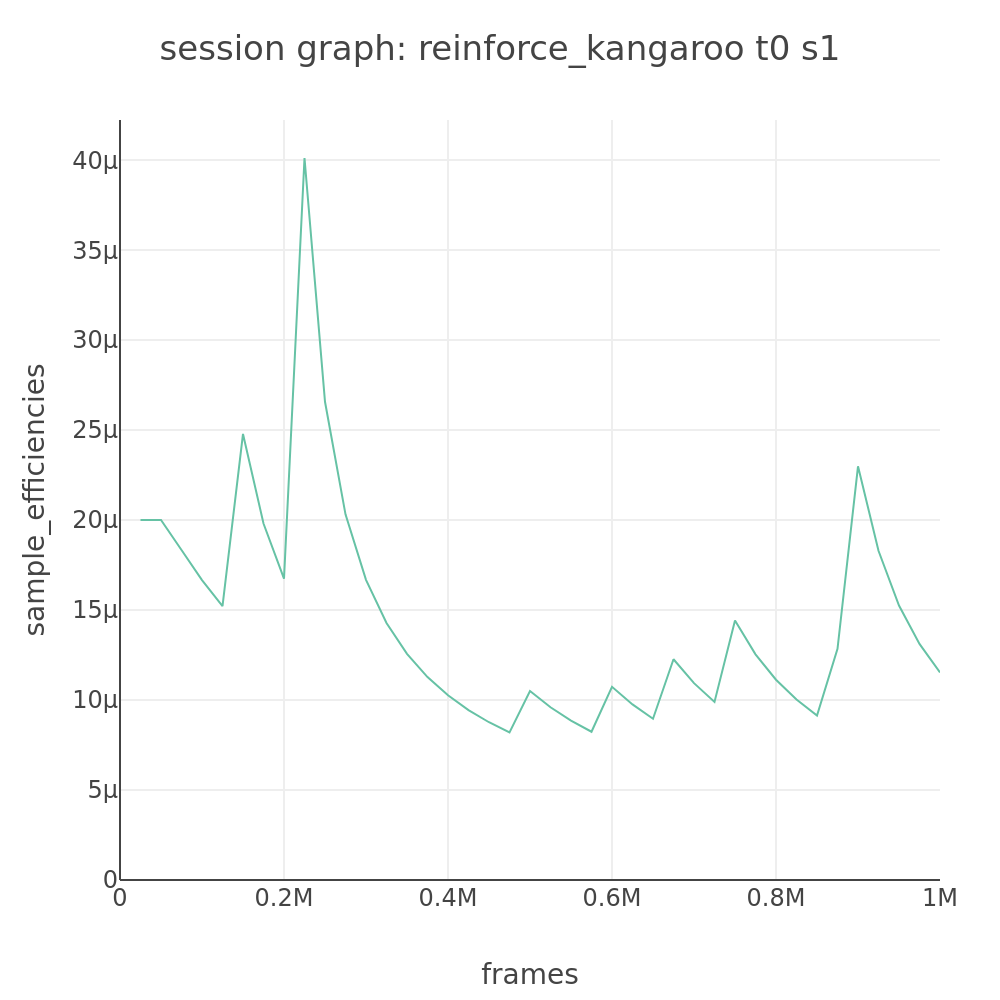 session graph: reinforce_kangaroo t0 s1
40μ
35μ
30μ
25μ
20μ
15μ
10μ
5μ
0
sample_efficiencies
0 0.2M 0.4M 0.6M 0.8M 1M
frames